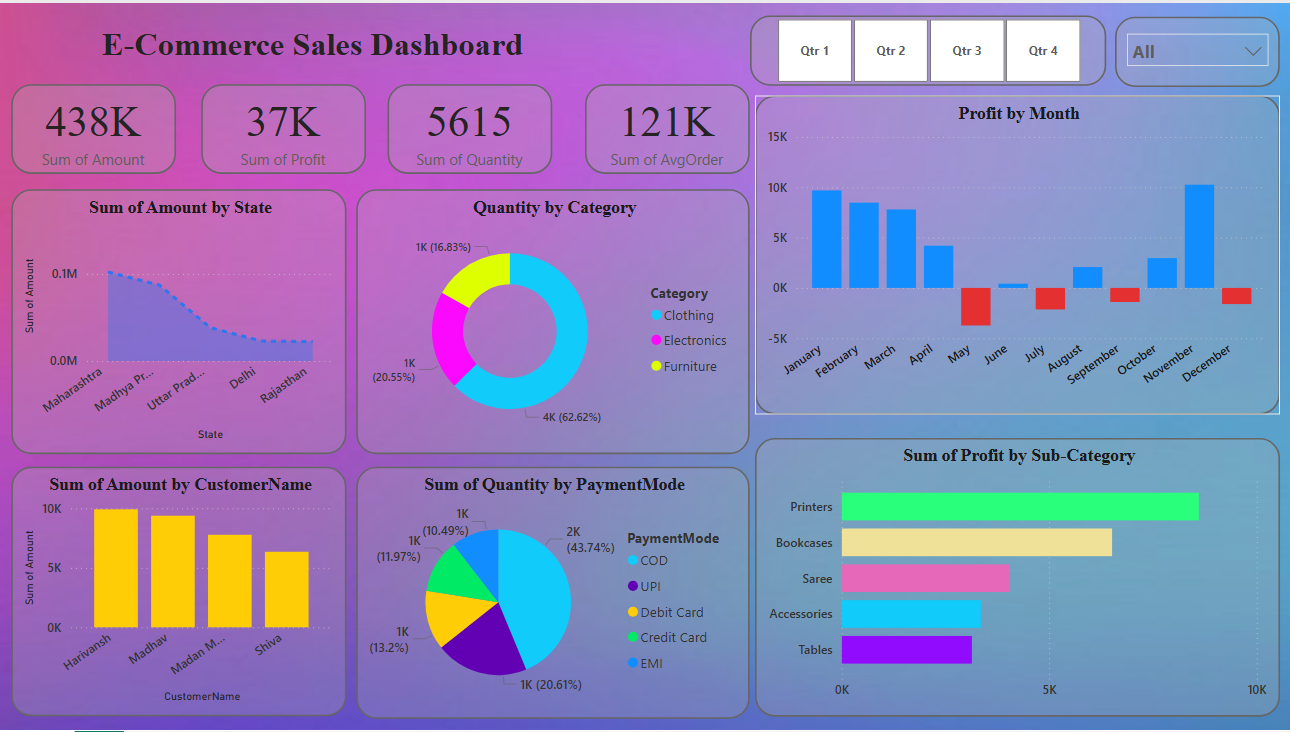 E-Commerce Sales Dashboard
Qtr 1
Qtr 2
Qtr 3
Qtr 4
All
438K
Sum of Amount
37K
Sum of Profit
5615
Sum of Quantity
121K
Sum of AvgOrder
Profit by Month
15K
10K
5K
0K
-5K
January
February
March
April
May
June
July
August
September
October
November
December
Sum of Amount by State
Sum of Amount
0.1M
0.0M
Maharashtra
Madhya Pr...
Uttar Prad...
Delhi
Rajasthan
State
Quantity by Category
1K (16.83%)
1K
(20.55%)
4K (62.62%)
Category
Clothing
Electronics
Furniture
Sum of Amount by CustomerName
Sum of Amount
10K
5K
0K
Harivansh
Madhav
Madan M...
Shiva
CustomerName
Sum of Quantity by PaymentMode
1K
(10.49%)
1K
(11.97%)
1K
(13.2%)
1K (20.61%)
2K
(43.74%)
PaymentMode
COD
UPI
Debit Card
Credit Card
EMI
Sum of Profit by Sub-Category
Printers
Bookcases
Saree
Accessories
Tables
0K
5K
10K